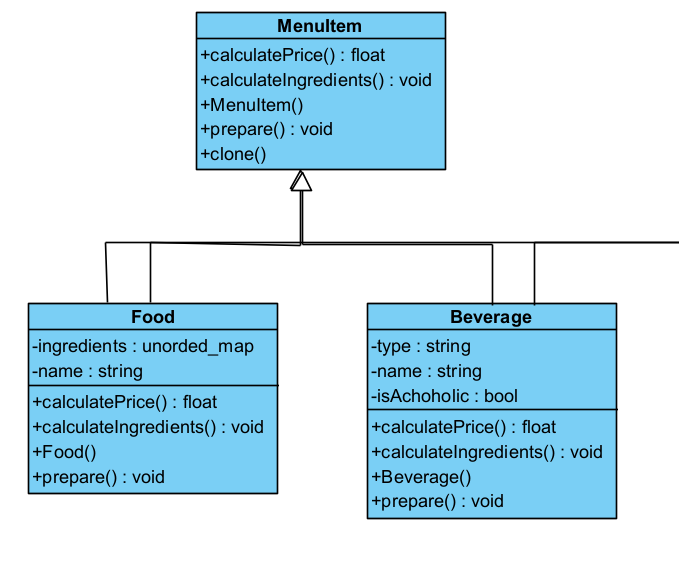 MenuItem
+calculatePrice() : float
+calculateIngredients() : void
+MenuItem()
+prepare() : void
+clone()
Food
-ingredients : unorded_map
-name : string
+calculatePrice() : float
+calculateIngredients() : void
+Food()
+prepare() : void
Beverage
-type : string
-name : string
-isAchoholic : bool
+calculatePrice() : float
+calculateIngredients() : void
+Beverage()
+prepare() : void